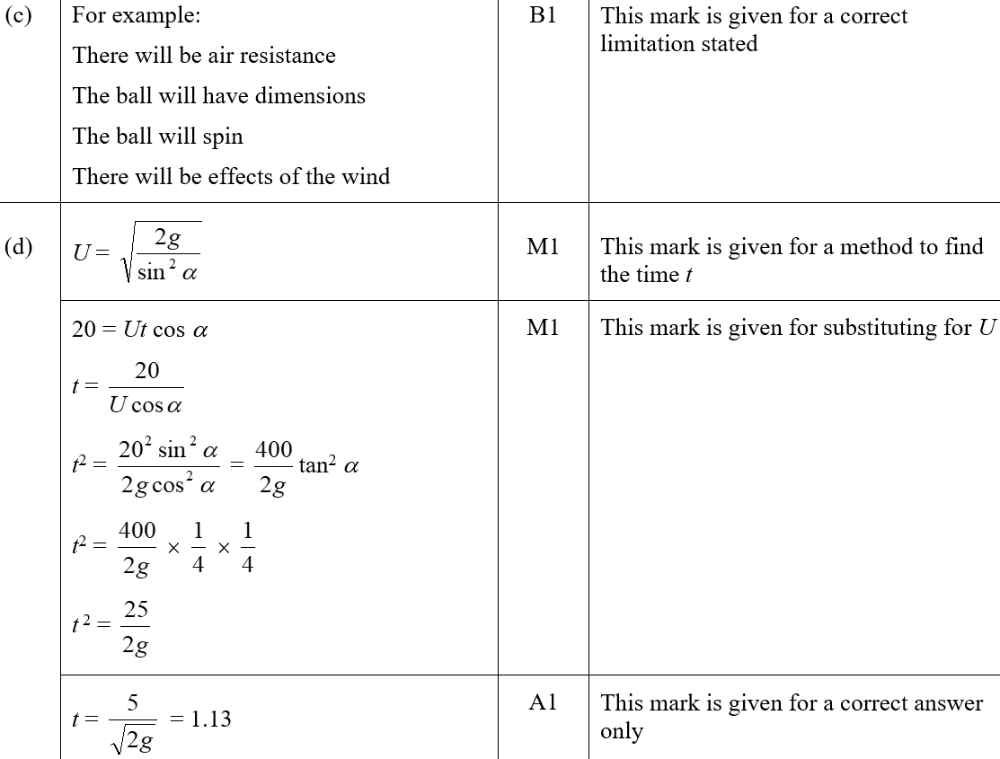 (c) For example: B1 This mark is given for a correct
limitation stated
There will be air resistance
The ball will have dimensions
The ball will spin
There will be effects of the wind
(d) U = √(2g / sin² α) M1 This mark is given for a method to find
the time t
20 = Ut cos α M1 This mark is given for substituting for U
t = 20 / U cos α
t² = 20² sin² α / 2g cos² α = 400 / 2g tan² α
t² = 400 / 2g × 1 / 4 × 1 / 4
t² = 25 / 2g
t = 5 / √2g = 1.13 A1 This mark is given for a correct answer
only